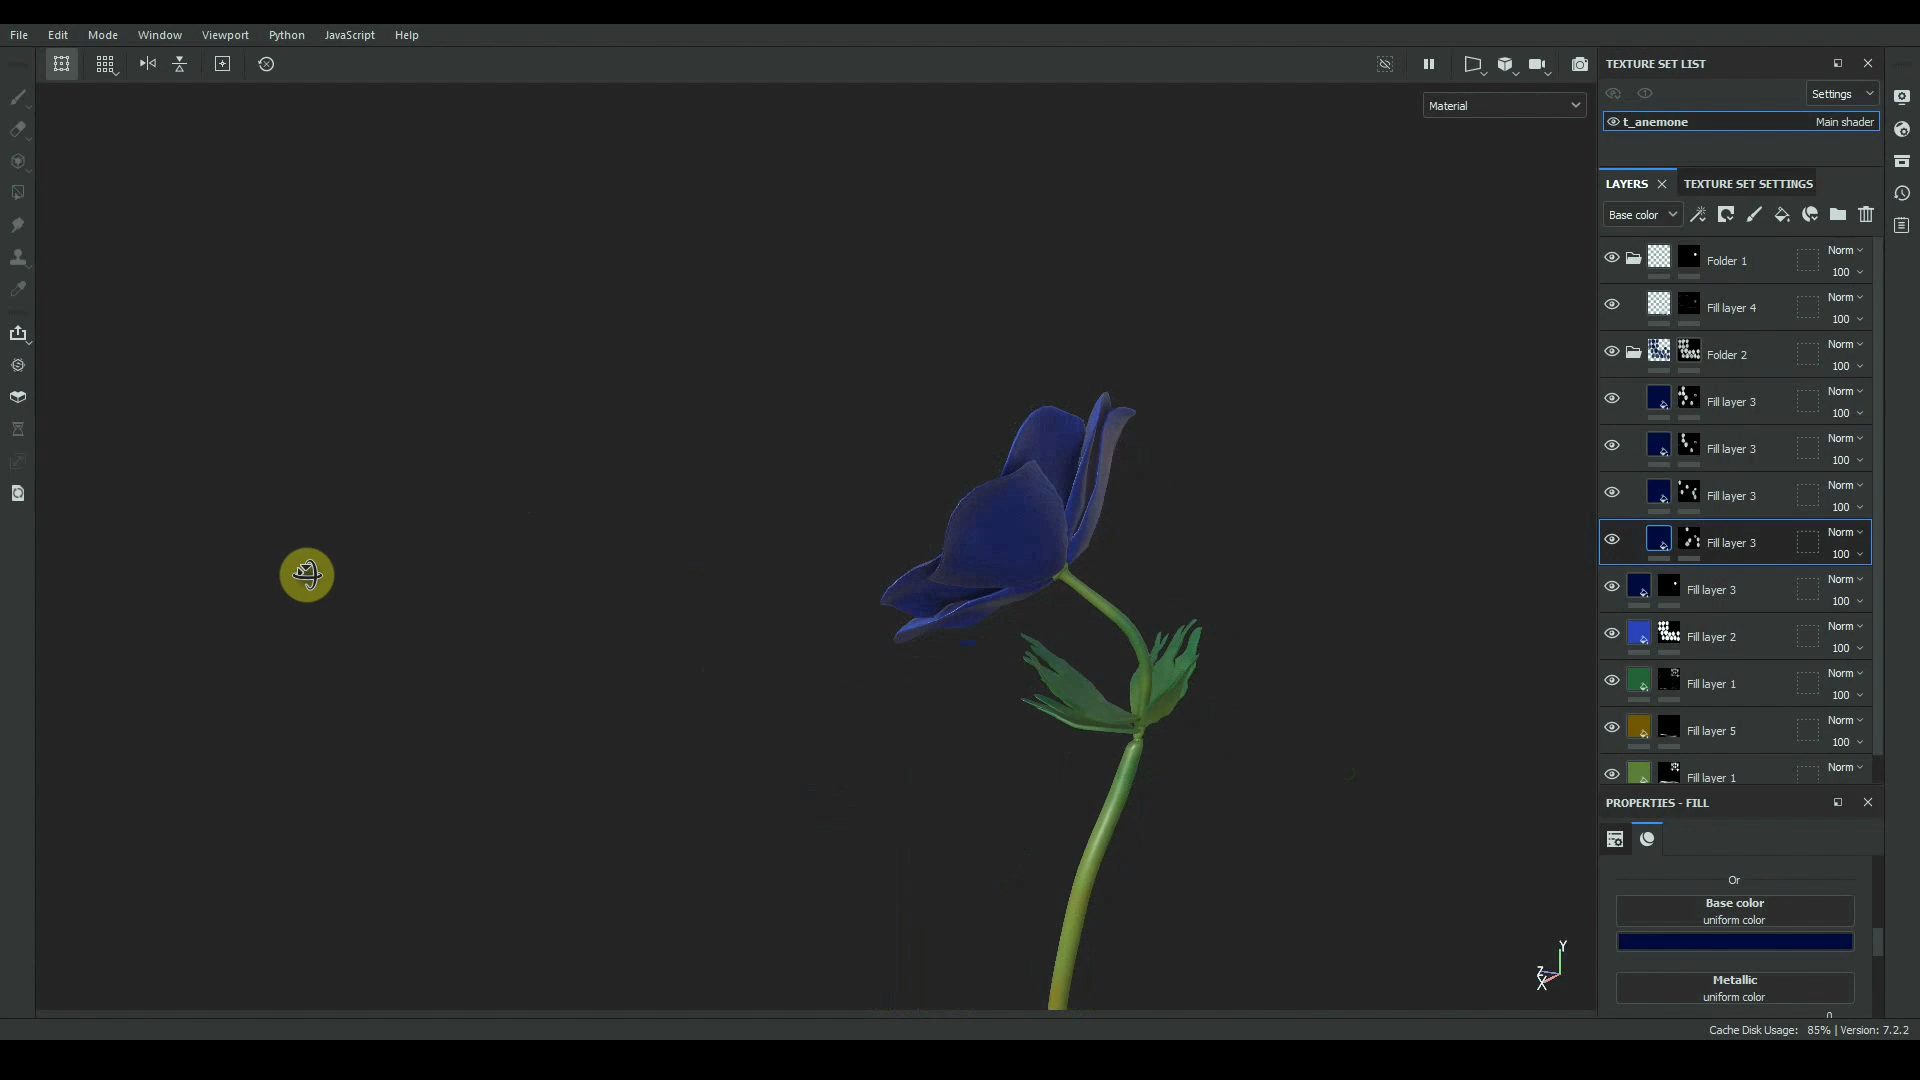 File Edit Mode Window Viewport Python JavaScript Help
Material
TEXTURE SET LIST
Settings
t_anemone Main shader
LAYERS TEXTURE SET SETTINGS
Base color
Folder 1 Norm
100
Fill layer 4 Norm
100
Folder 2 Norm
100
Fill layer 3 Norm
100
Fill layer 3 Norm
100
Fill layer 3 Norm
100
Fill layer 3 Norm
100
Fill layer 3 Norm
100
Fill layer 2 Norm
100
Fill layer 1 Norm
100
Fill layer 5 Norm
100
Fill layer 1 Norm
PROPERTIES - FILL
Or
Base color
uniform color
Metallic
uniform color
0
Y
Z
X
Cache Disk Usage: 85% | Version: 7.2.2